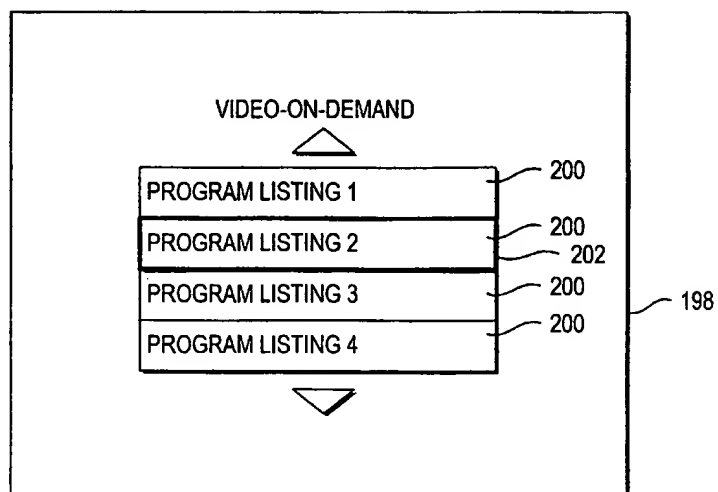 VIDEO-ON-DEMAND
PROGRAM LISTING 1 200
PROGRAM LISTING 2 200
202
PROGRAM LISTING 3 200
198
PROGRAM LISTING 4 200